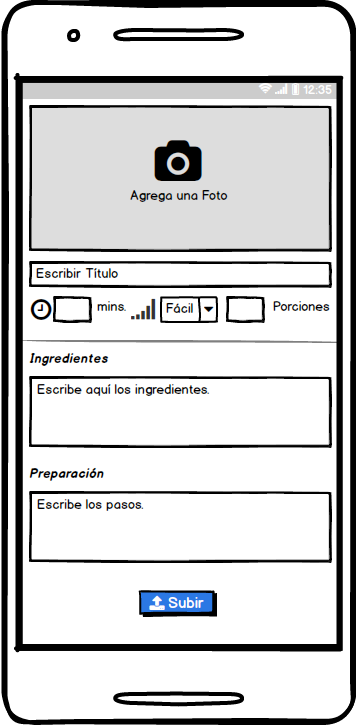 12:35
Agrega una Foto
Escribir Título
mins. Fácil Porciones
Ingredientes
Escribe aquí los ingredientes.
Preparación
Escribe los pasos.
Subir